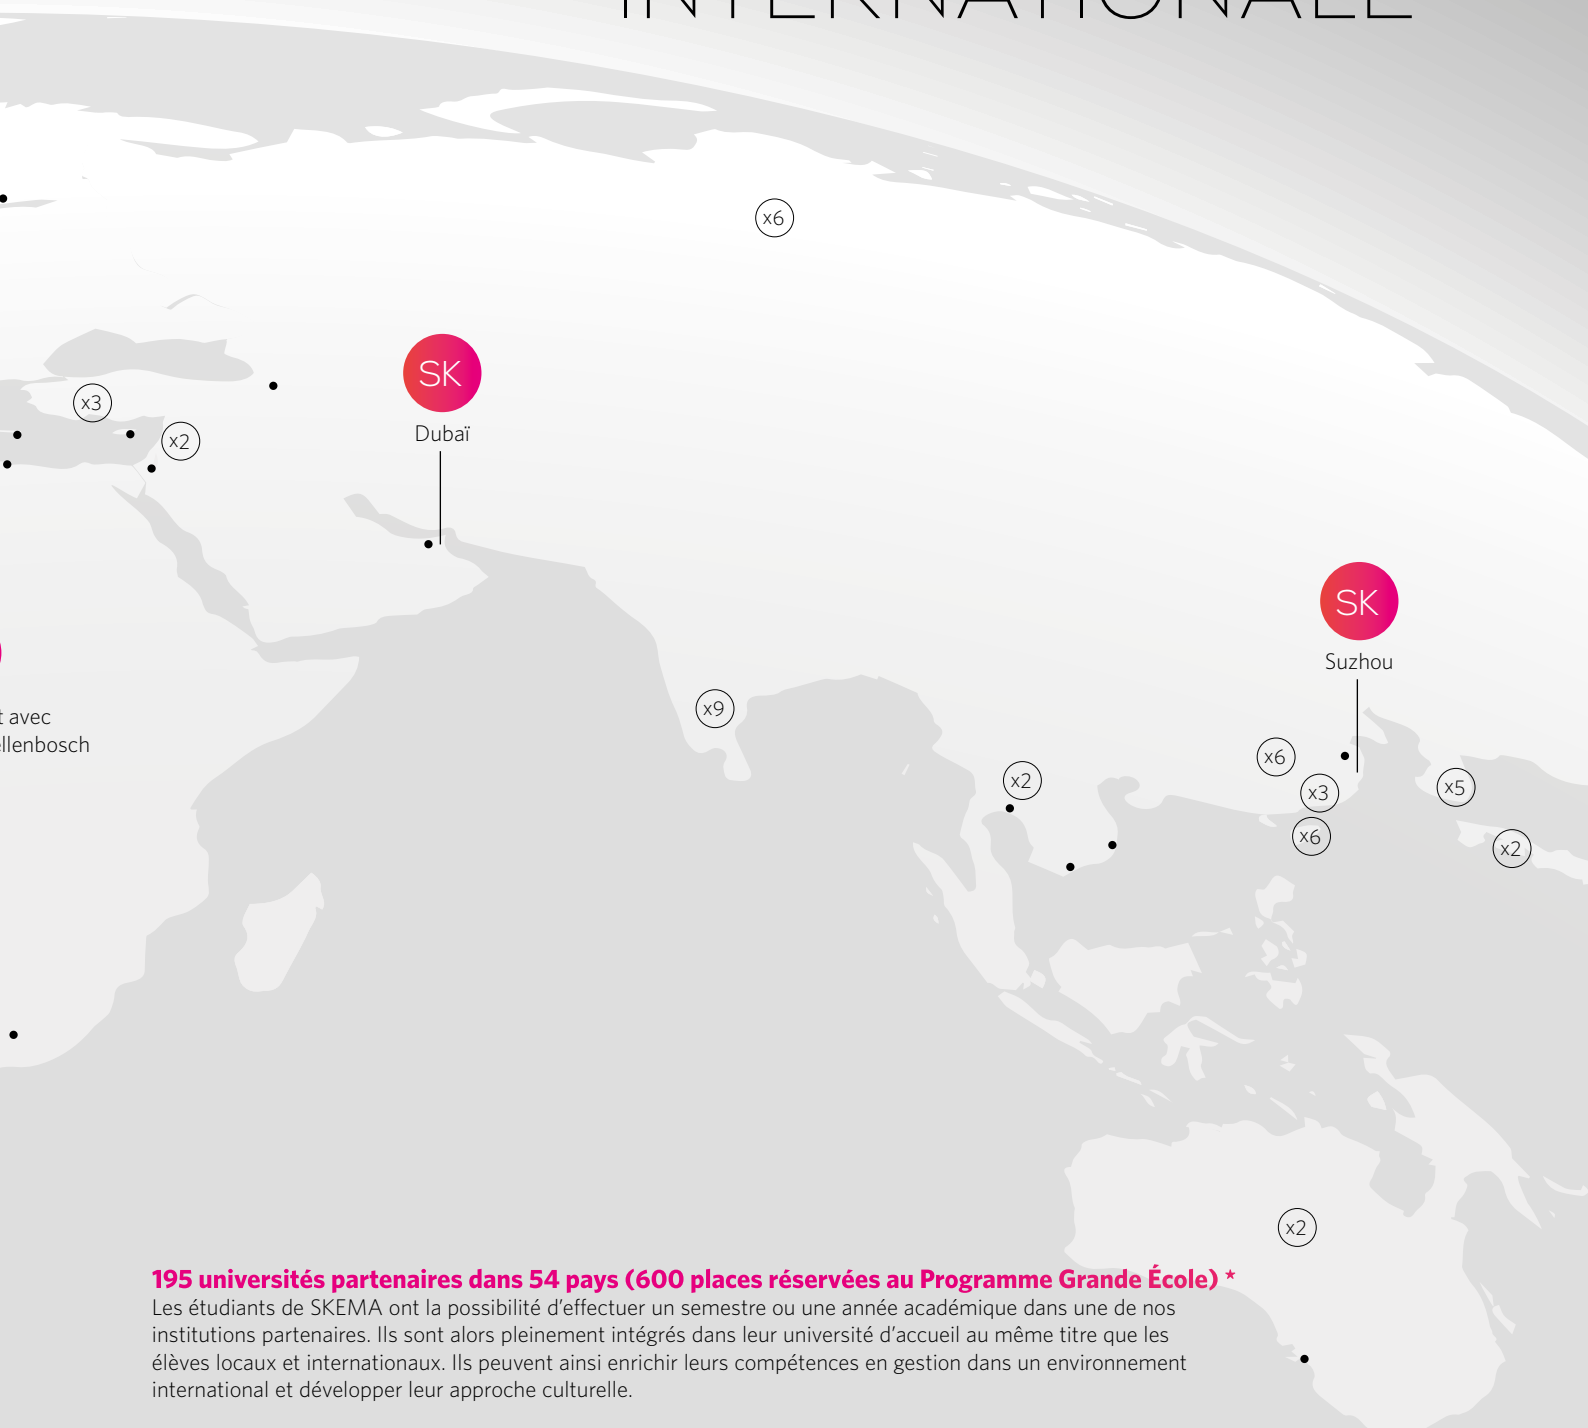 INTERNATIONALE
x6
SK
Dubaï
x3
x2
SK
Suzhou
t avec
ellenbosch
x9
x6
x2
x3
x5
x6
x2
x2
195 universités partenaires dans 54 pays (600 places réservées au Programme Grande École) *
Les étudiants de SKEMA ont la possibilité d’effectuer un semestre ou une année académique dans une de nos
institutions partenaires. Ils sont alors pleinement intégrés dans leur université d’accueil au même titre que les
élèves locaux et internationaux. Ils peuvent ainsi enrichir leurs compétences en gestion dans un environnement
international et développer leur approche culturelle.